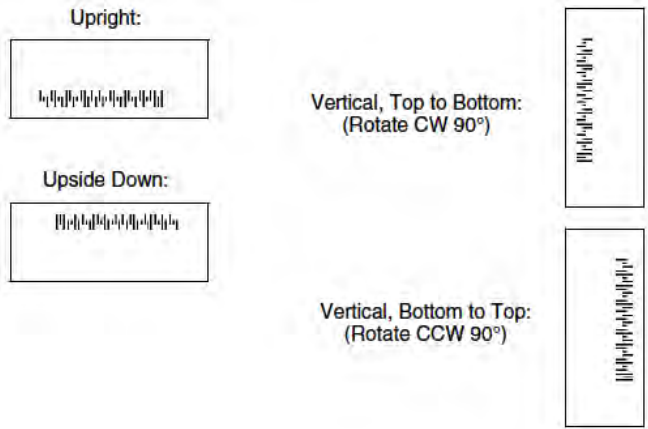 Upright:
Vertical, Top to Bottom:
(Rotate CW 90°)
Upside Down:
Vertical, Bottom to Top:
(Rotate CCW 90°)